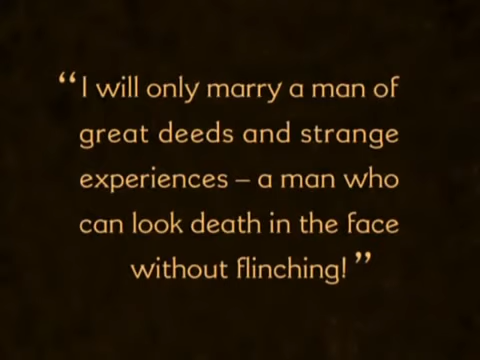 “I will only marry a man of
great deeds and strange
experiences – a man who
can look death in the face
without flinching!”